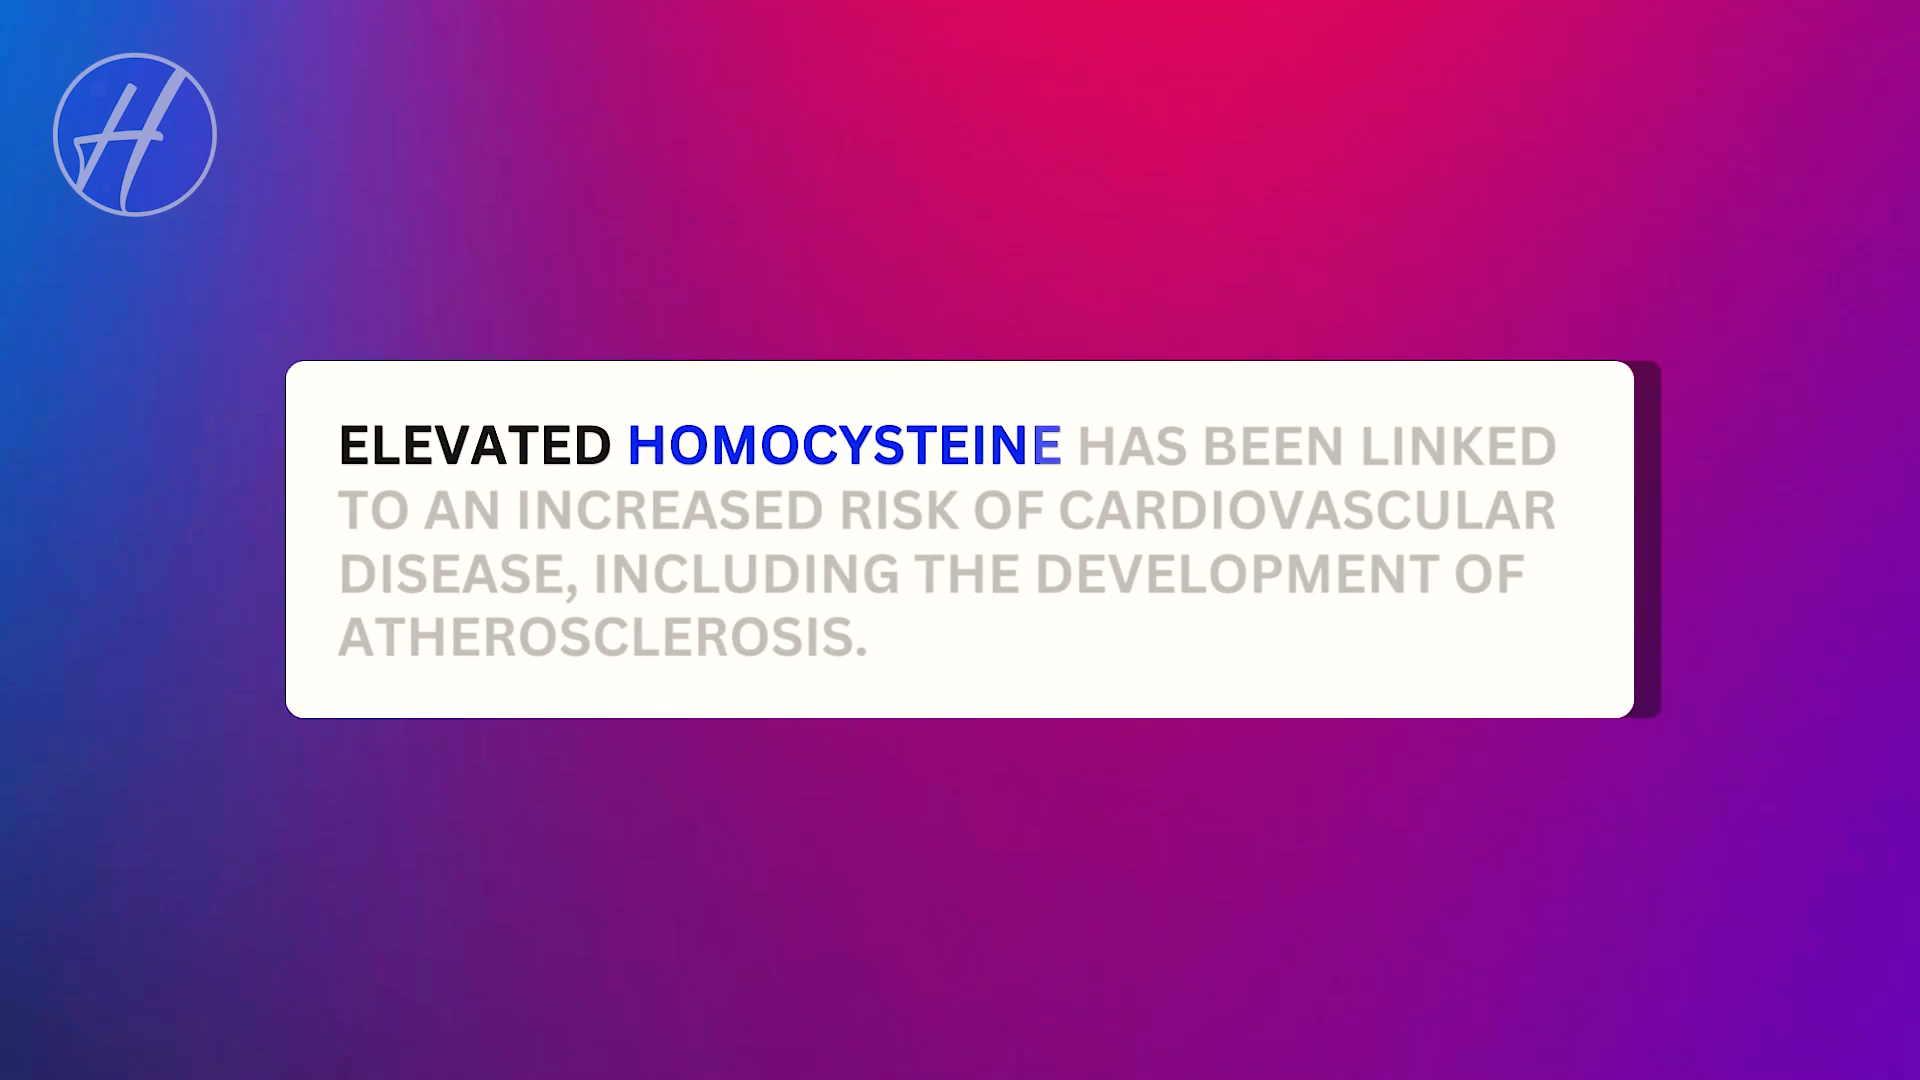 H
ELEVATED HOMOCYSTEINE HAS BEEN LINKED
TO AN INCREASED RISK OF CARDIOVASCULAR
DISEASE, INCLUDING THE DEVELOPMENT OF
ATHEROSCLEROSIS.